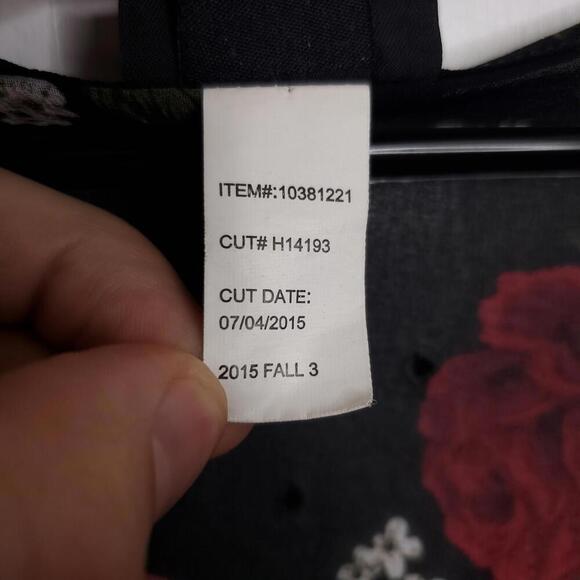 ITEM#:10381221
CUT# H14193
CUT DATE:
07/04/2015
2015 FALL 3